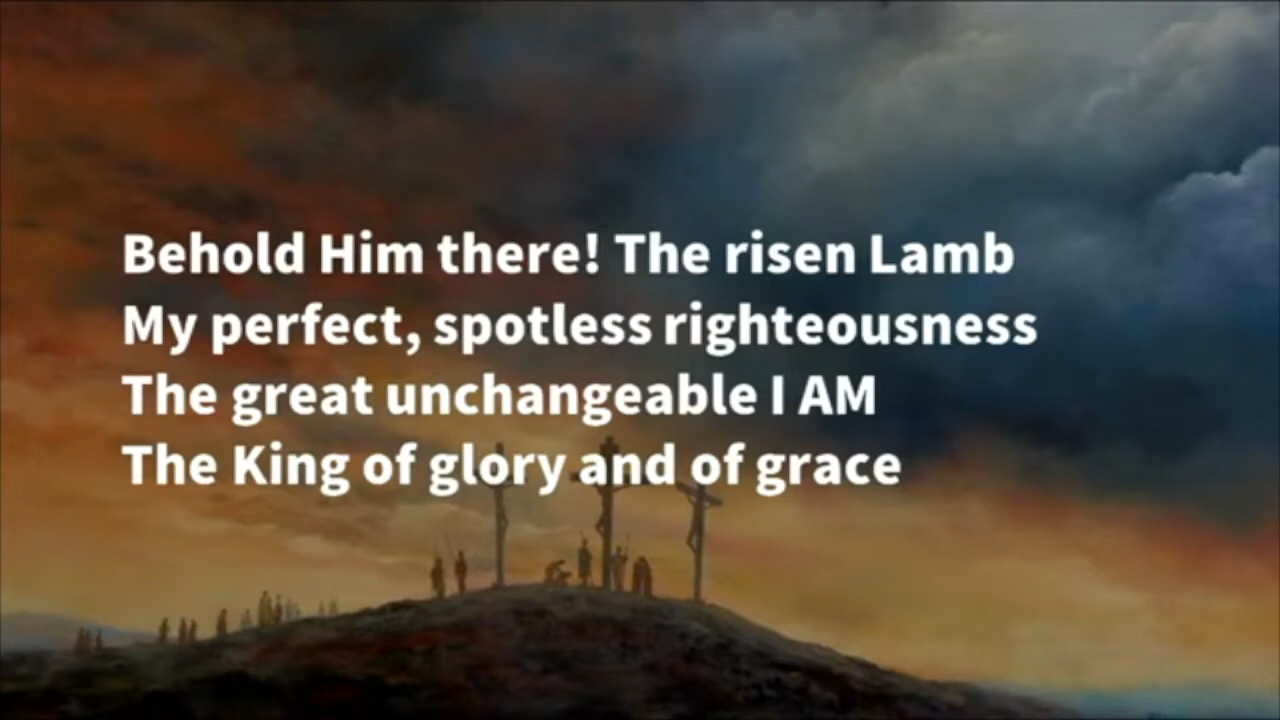 Behold Him there! The risen Lamb
My perfect, spotless righteousness
The great unchangeable I AM
The King of glory and of grace